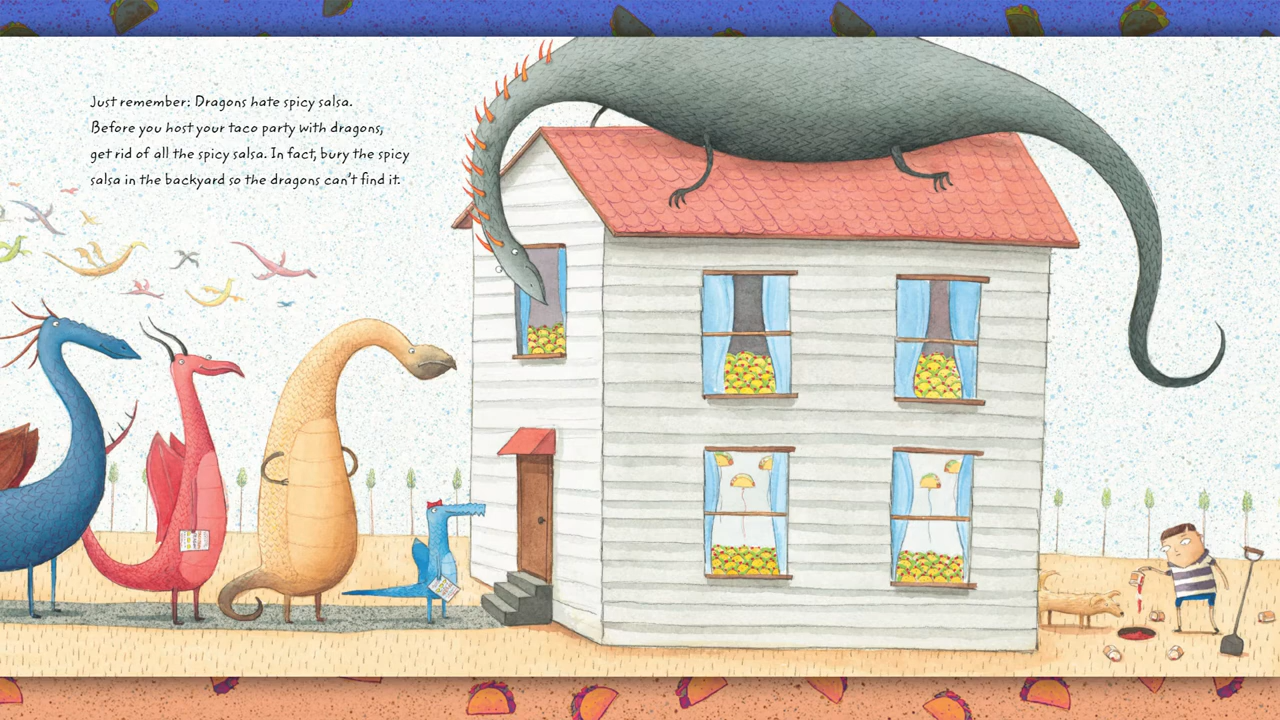 Just remember: Dragons hate spicy salsa.
Before you host your taco party with dragons,
get rid of all the spicy salsa. In fact, bury the spicy
salsa in the backyard so the dragons can't find it.